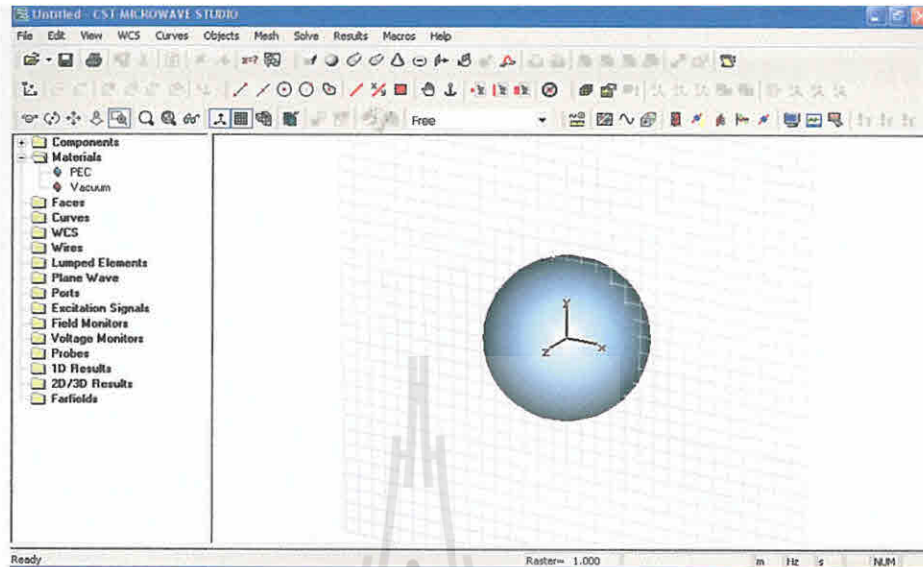 Untitled - CST MICROWAVE STUDIO
File Edit View WCS Curves Objects Mesh Solve Results Macros Help
Free
Components
Materials
PEC
Vacuum
Faces
Curves
WCS
Wires
Lumped Elements
Plane Wave
Ports
Excitation Signals
Field Monitors
Voltage Monitors
Probes
1D Results
2D/3D Results
Farfields
y
z x
Ready Raster= 1.000 m Hz s NUM